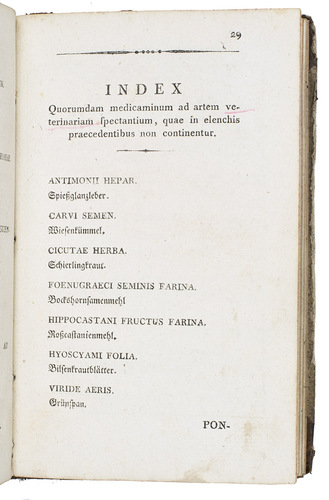 29
INDEX
Quorumdam medicaminum ad artem ve-
terinariam ſpectantium, quae in elenchis
praecedentibus non continentur.
ANTIMONII HEPAR.
Spießglanzleber.
CARVI SEMEN.
Wieſenkümmel.
CICUTAE HERBA.
Schierlingkraut.
FOENUGRAECI SEMINIS FARINA.
Bockshornſamenmehl
HIPPOCASTANI FRUCTUS FARINA.
Roßcaſtanienmehl.
HYOSCYAMI FOLIA.
Bilſenkrautblätter.
VIRIDE AERIS.
Grünſpan.
PON-